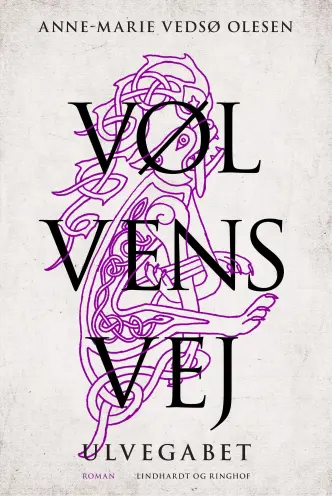 ANNE-MARIE VEDSØ OLESEN
VØL
VENS
VEJ
ULVEGABET
ROMAN LINDHARDT OG RINGHOF